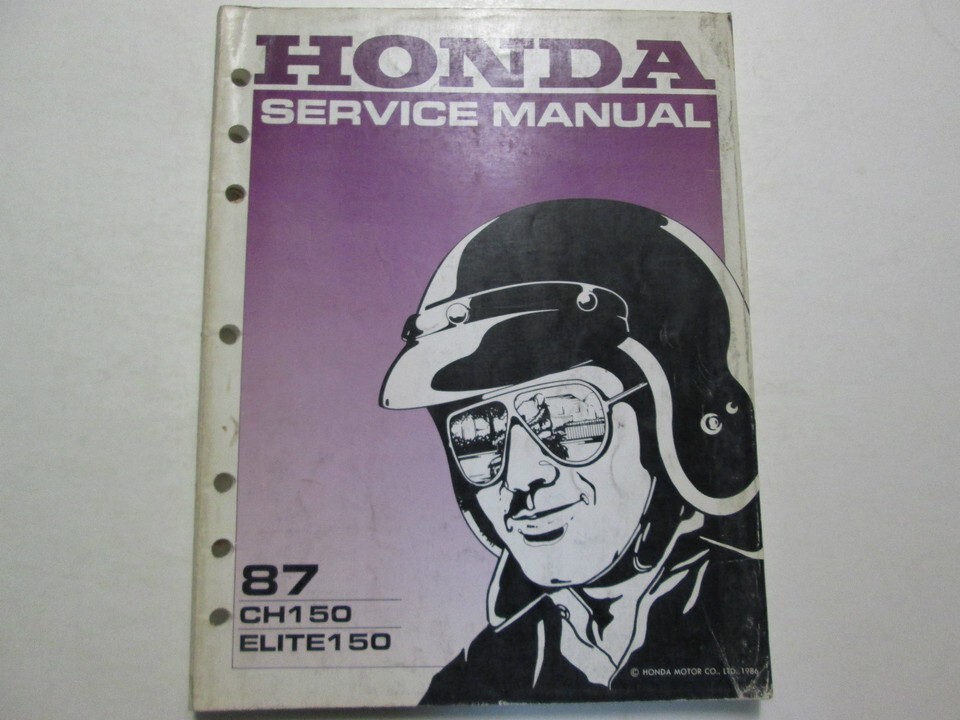 HONDA
SERVICE MANUAL
87
CH150
ELITE150
© HONDA MOTOR CO., LTD. 1986